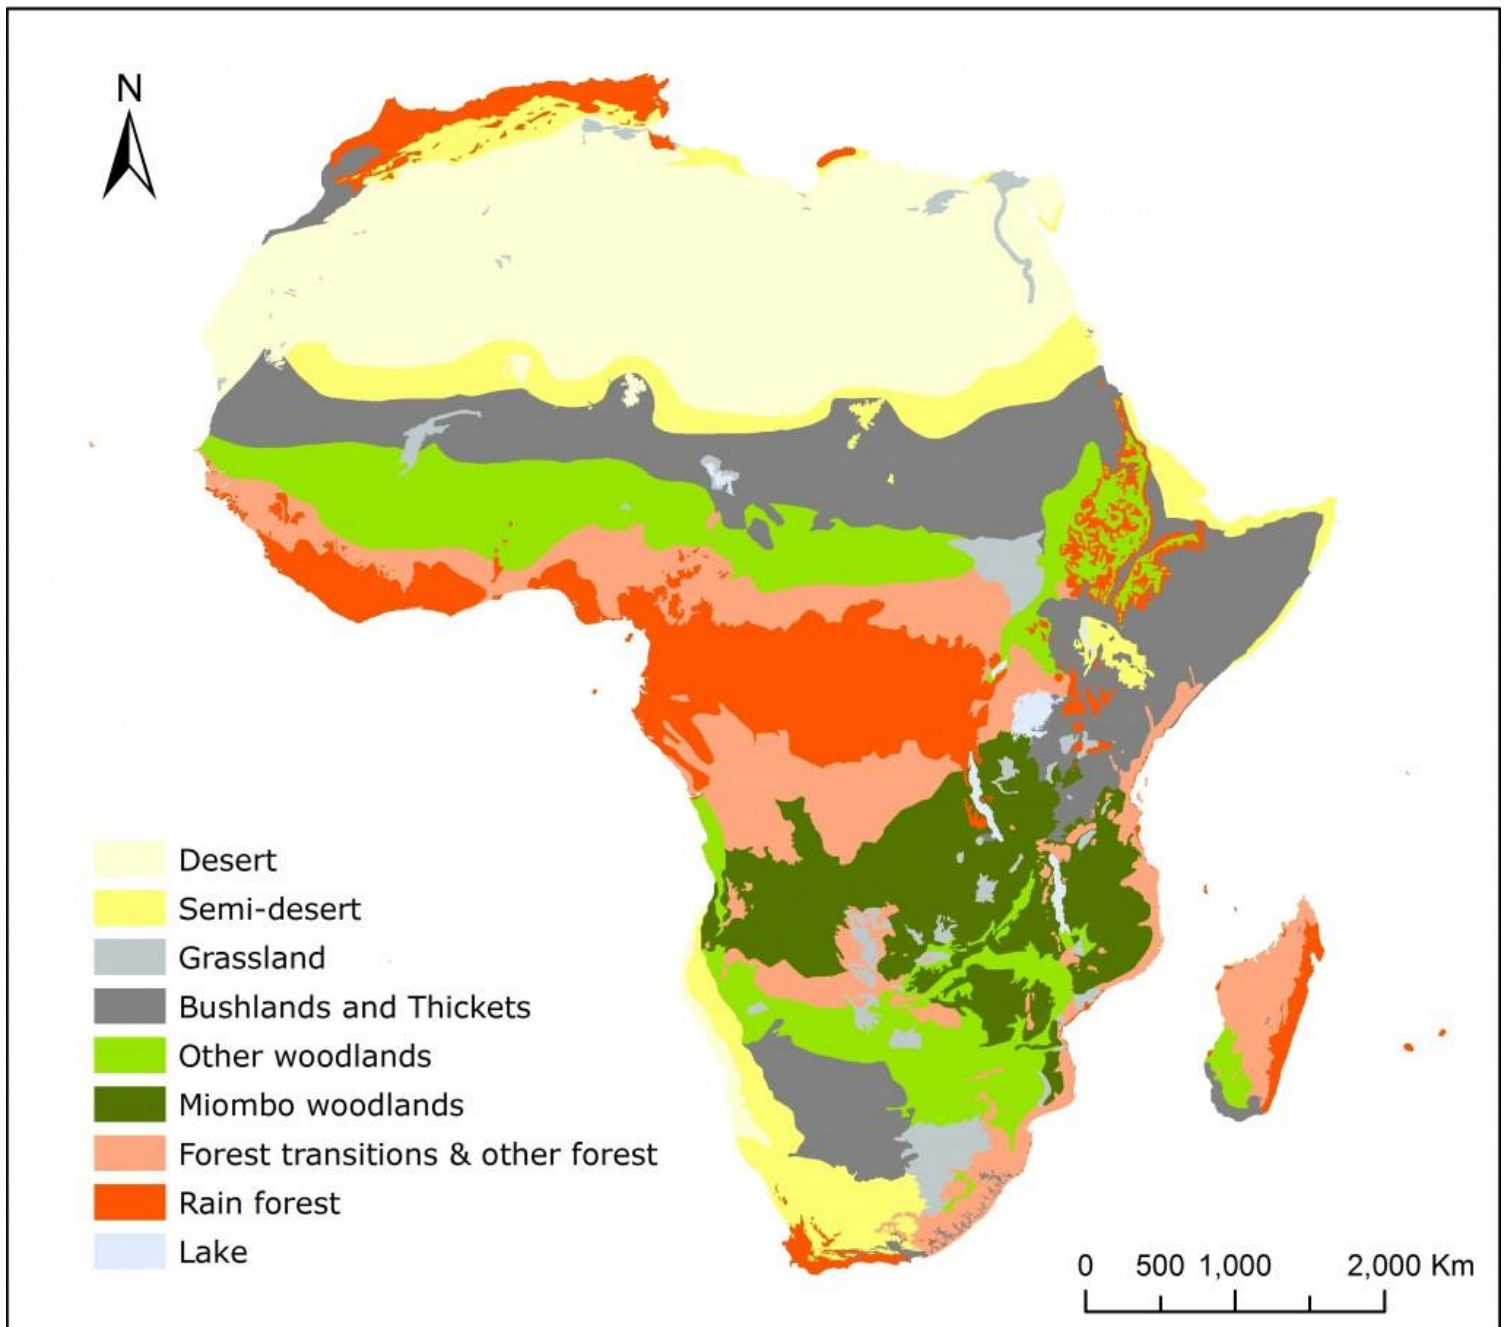 N
Desert
Semi-desert
Grassland
Bushlands and Thickets
Other woodlands
Miombo woodlands
Forest transitions & other forest
Rain forest
Lake
0 500 1,000 2,000 Km